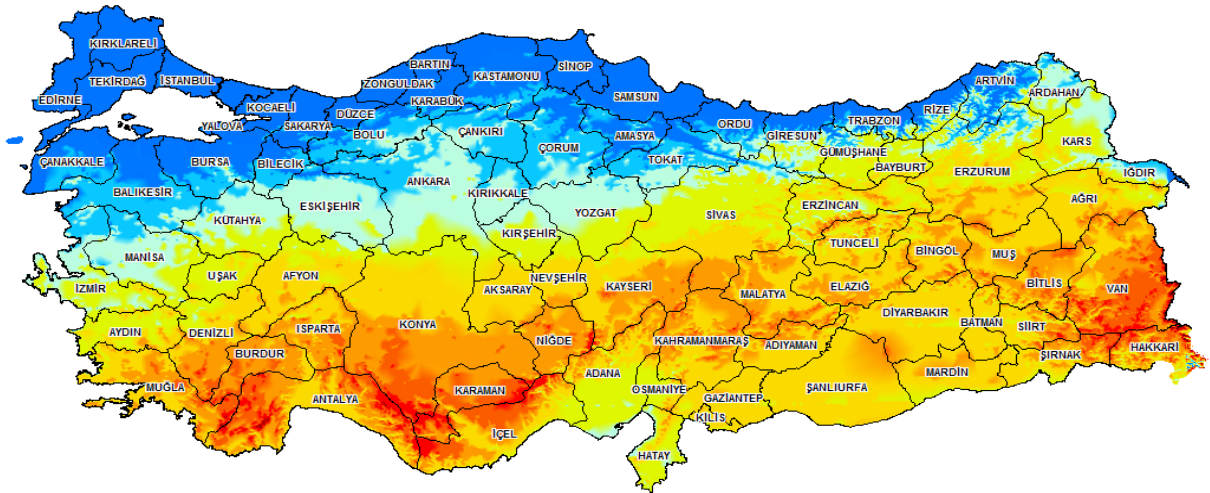 KIRKLARELİ
TEKİRDAĞ
İSTANBUL
EDİRNE
KOCAELİ
YALOVA
SAKARYA
DÜZCE
ZONGULDAK
BARTIN
KARABÜK
KASTAMONU
SİNOP
SAMSUN
BOLU
ÇANKIRI
ÇORUM
AMASYA
TOKAT
ORDU
GİRESUN
TRABZON
RİZE
ARTVİN
ARDAHAN
KARS
GÜMÜŞHANE
BAYBURT
ERZURUM
IĞDIR
AĞRI
ÇANAKKALE
BURSA
BİLECİK
BALIKESİR
KÜTAHYA
ESKİŞEHİR
ANKARA
KIRIKKALE
YOZGAT
KIRŞEHİR
SİVAS
ERZİNCAN
TUNCELİ
BİNGÖL
MUŞ
MANİSA
UŞAK
AFYON
İZMİR
AKSARAY
NEVŞEHİR
KAYSERİ
MALATYA
ELAZIĞ
BİTLİS
VAN
DİYARBAKIR
BATMAN
SİİRT
AYDIN
DENİZLİ
ISPARTA
KONYA
NİĞDE
KAHRAMANMARAŞ
ADIYAMAN
ŞIRNAK
HAKKARİ
BURDUR
MUĞLA
ANTALYA
KARAMAN
ADANA
OSMANİYE
GAZİANTEP
ŞANLIURFA
MARDİN
KİLİS
İÇEL
HATAY